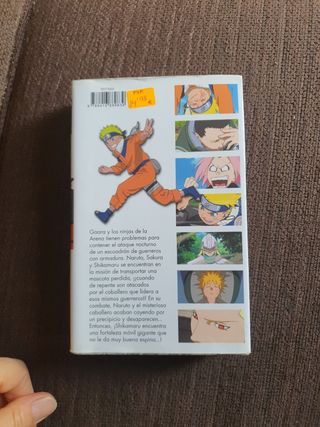 PVP.
14'95
€
Gaara y los ninjas de la
Arena tienen problemas para
contener el ataque nocturno
de un escuadrón de guerreros
con armadura. Naruto, Sakura
y Shikamaru se encuentran en
la misión de transportar una
mascota perdida, ¡¡cuando
de repente son atacados
por el caballero que lidera a
esos mismos guerreros!! En su
combate, Naruto y el misterioso
caballero acaban cayendo por
un precipicio y desaparecen...
Entonces, ¡Shikamaru encuentra
una fortaleza móvil gigante que
no le da muy buena espina...!